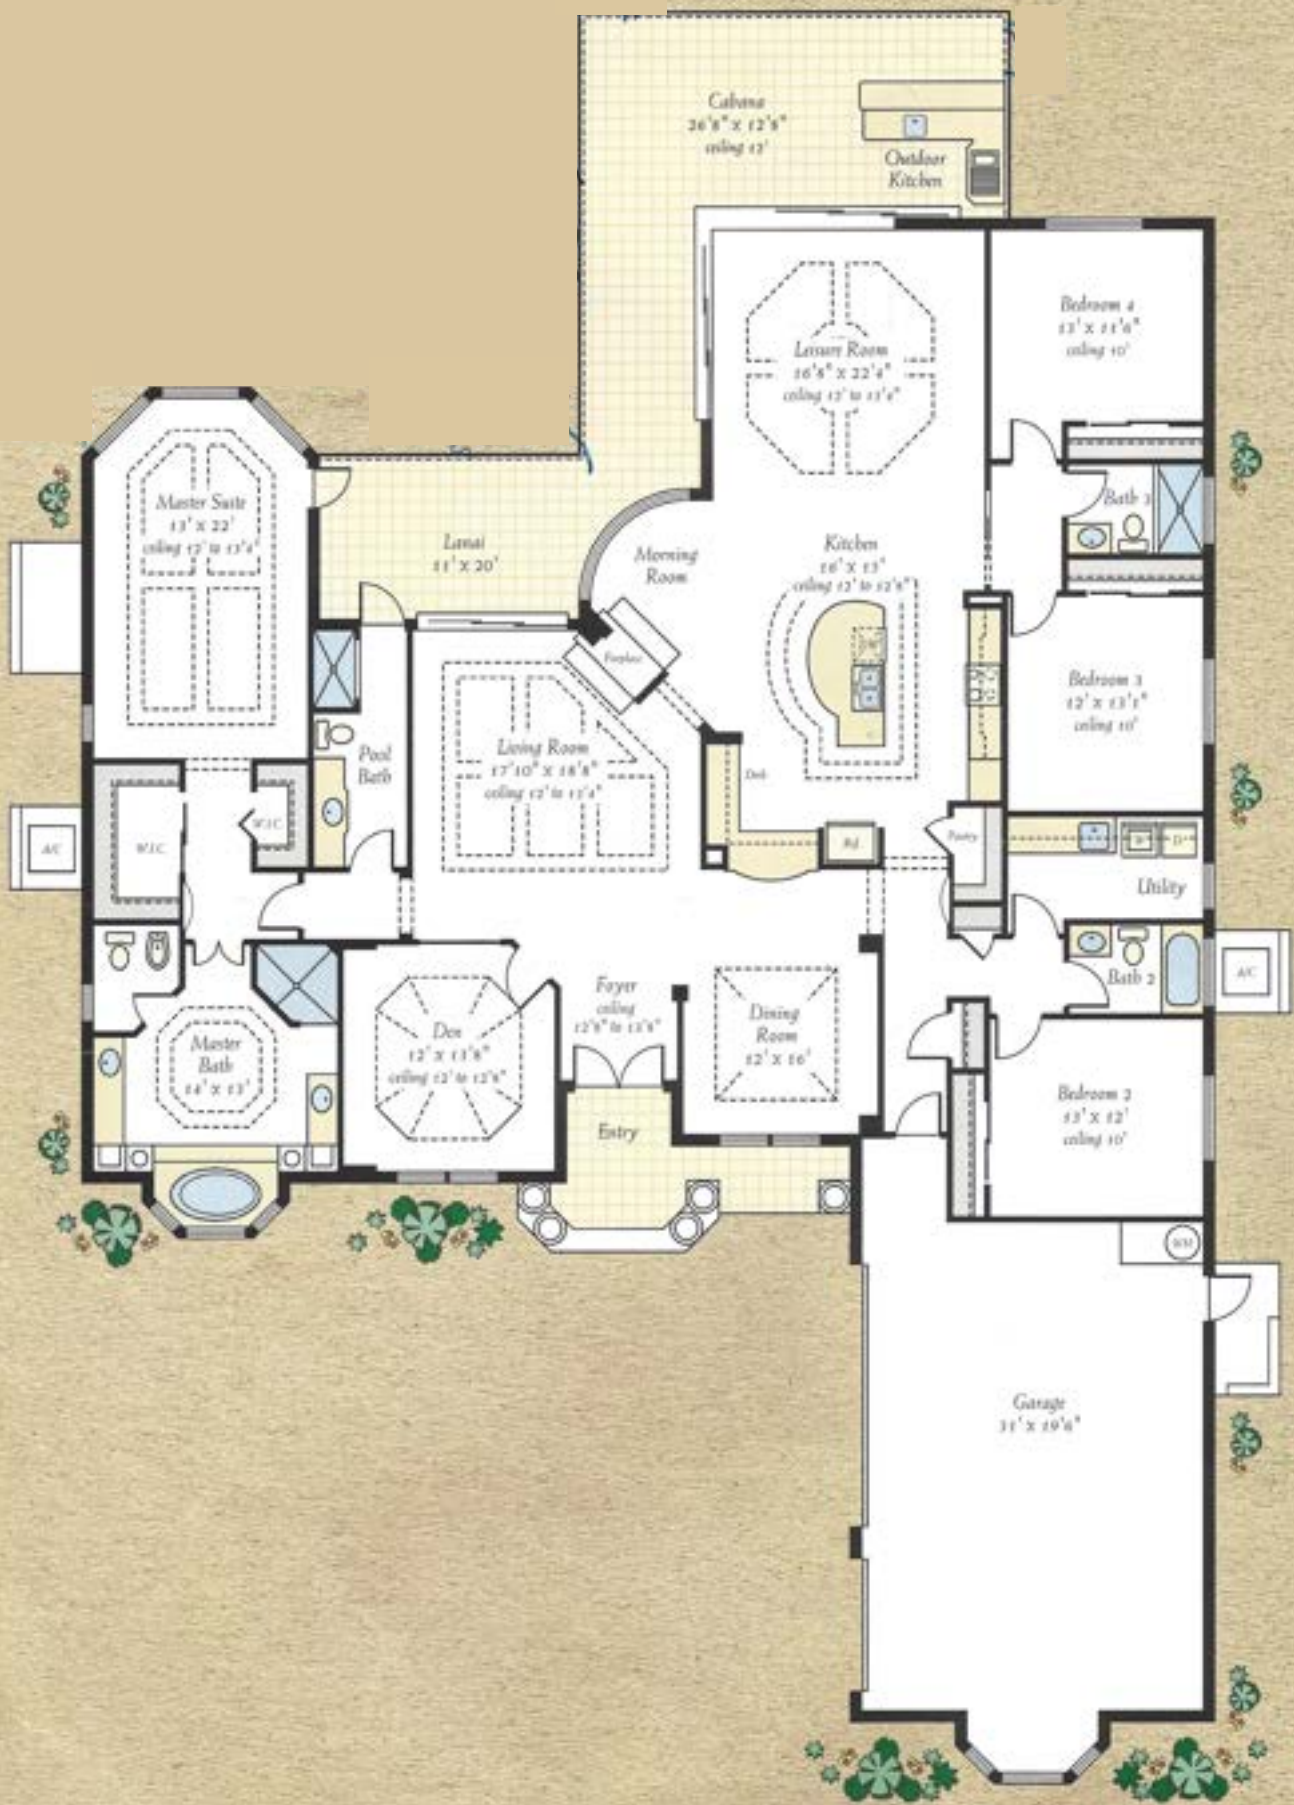 Cabana
26'8" X 12'8"
ceiling 12'
Outdoor
Kitchen
Leisure Room
16'8" X 22'4"
ceiling 12' to 13'4"
Bedroom 4
13' X 11'6"
ceiling 10'
Master Suite
13' X 22'
ceiling 12' to 13'4"
Lanai
11' X 20'
Morning
Room
Kitchen
16' X 13'
ceiling 12' to 12'8"
Bath 3
Fireplace
DW
Bedroom 3
12' X 13'1"
ceiling 10'
Pool
Bath
Living Room
17'10" X 18'8"
ceiling 12' to 13'4"
Desk
W.I.C
W.I.C
A/C
Ref
Pantry
W
D
Utility
Master
Bath
14' X 13'
Den
12' X 13'8"
ceiling 12' to 12'8"
Foyer
ceiling
12'8" to 13'8"
Dining
Room
12' X 16'
Bath 2
A/C
Entry
Bedroom 2
13' X 12'
ceiling 10'
WH
Garage
31' X 19'6"